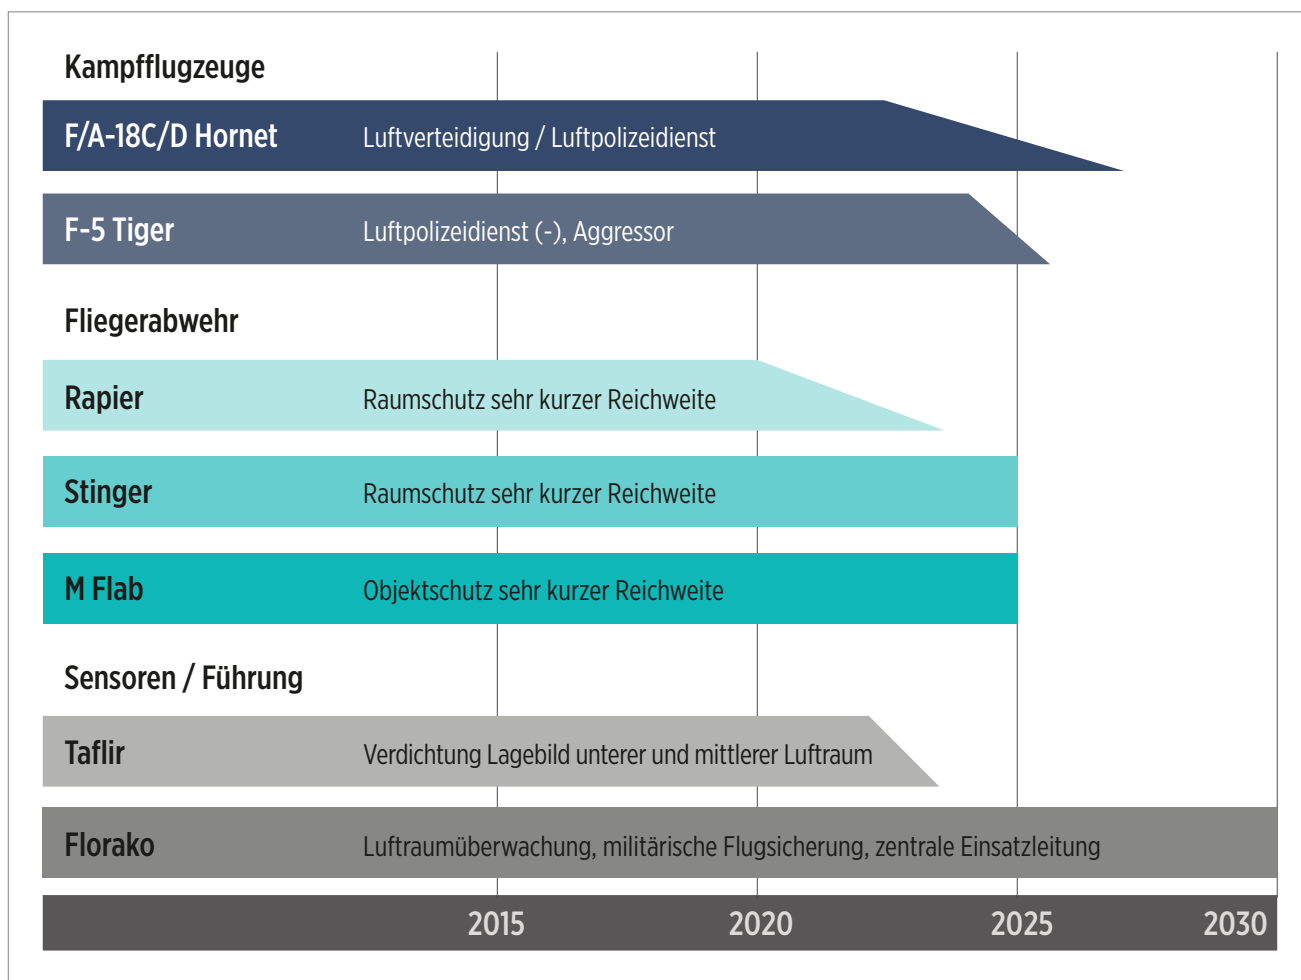 Kampfflugzeuge
F/A-18C/D Hornet Luftverteidigung / Luftpolizeidienst
F-5 Tiger Luftpolizeidienst (-), Aggressor
Fliegerabwehr
Rapier Raumschutz sehr kurzer Reichweite
Stinger Raumschutz sehr kurzer Reichweite
M Flab Objektschutz sehr kurzer Reichweite
Sensoren / Führung
Taflir Verdichtung Lagebild unterer und mittlerer Luftraum
Florako Luftraumüberwachung, militärische Flugsicherung, zentrale Einsatzleitung
2015 2020 2025 2030